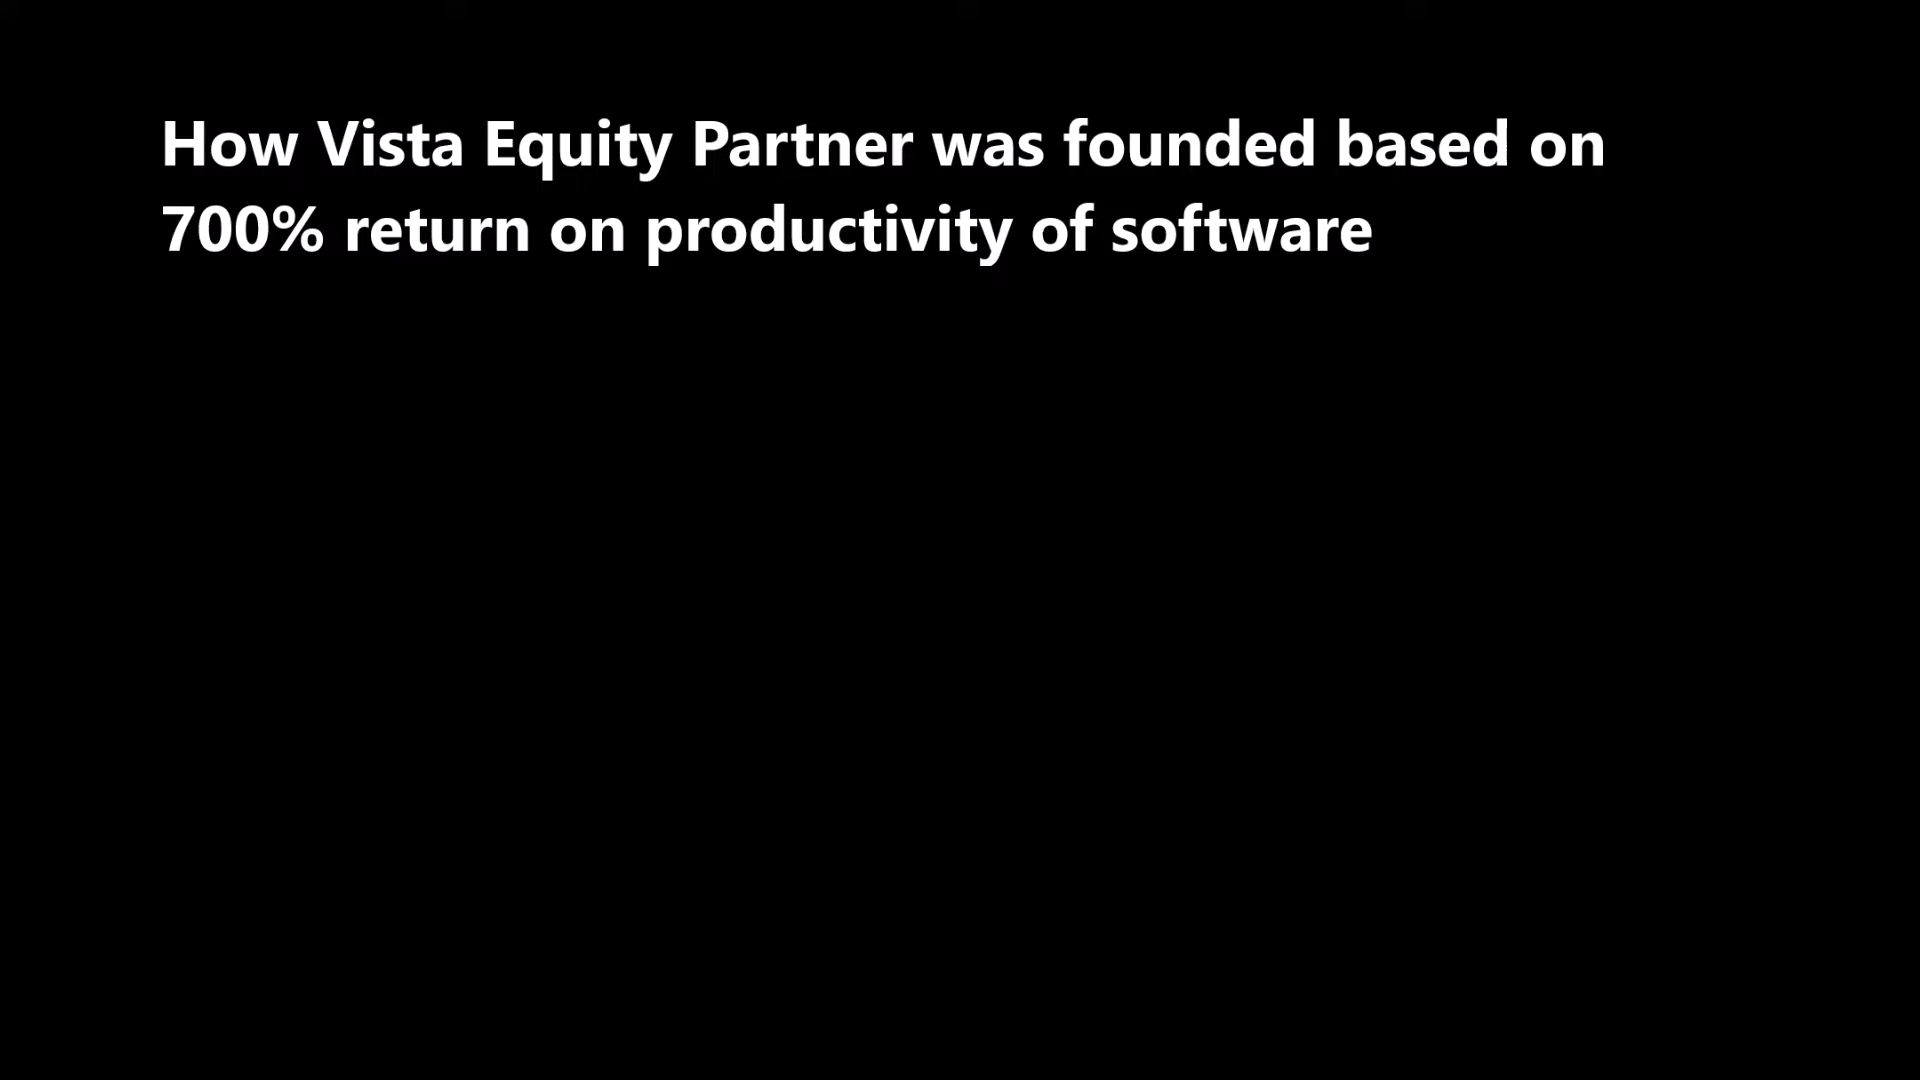 How Vista Equity Partner was founded based on
700% return on productivity of software